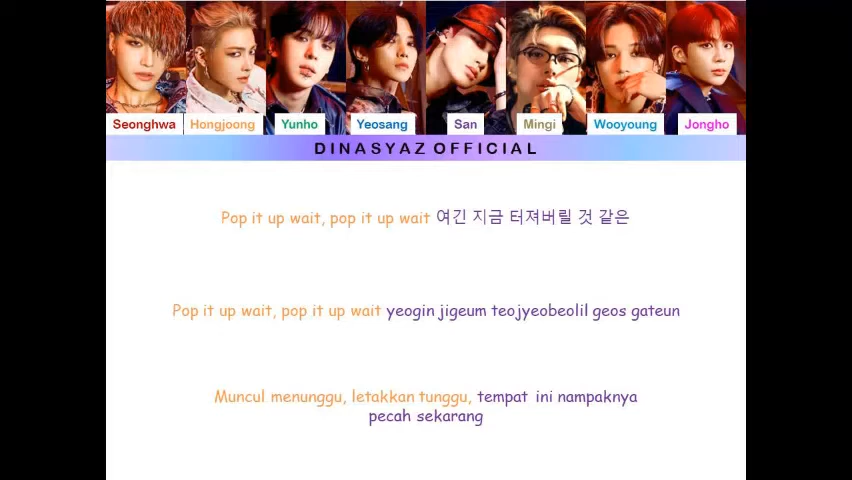 Seonghwa Hongjoong Yunho Yeosang San Mingi Wooyoung Jongho
DINASYAZ OFFICIAL
Pop it up wait, pop it up wait 여긴 지금 터져버릴 것 같은
Pop it up wait, pop it up wait yeogin jigeum teojyeobeolil geos gateun
Muncul menunggu, letakkan tunggu, tempat ini nampaknya
pecah sekarang